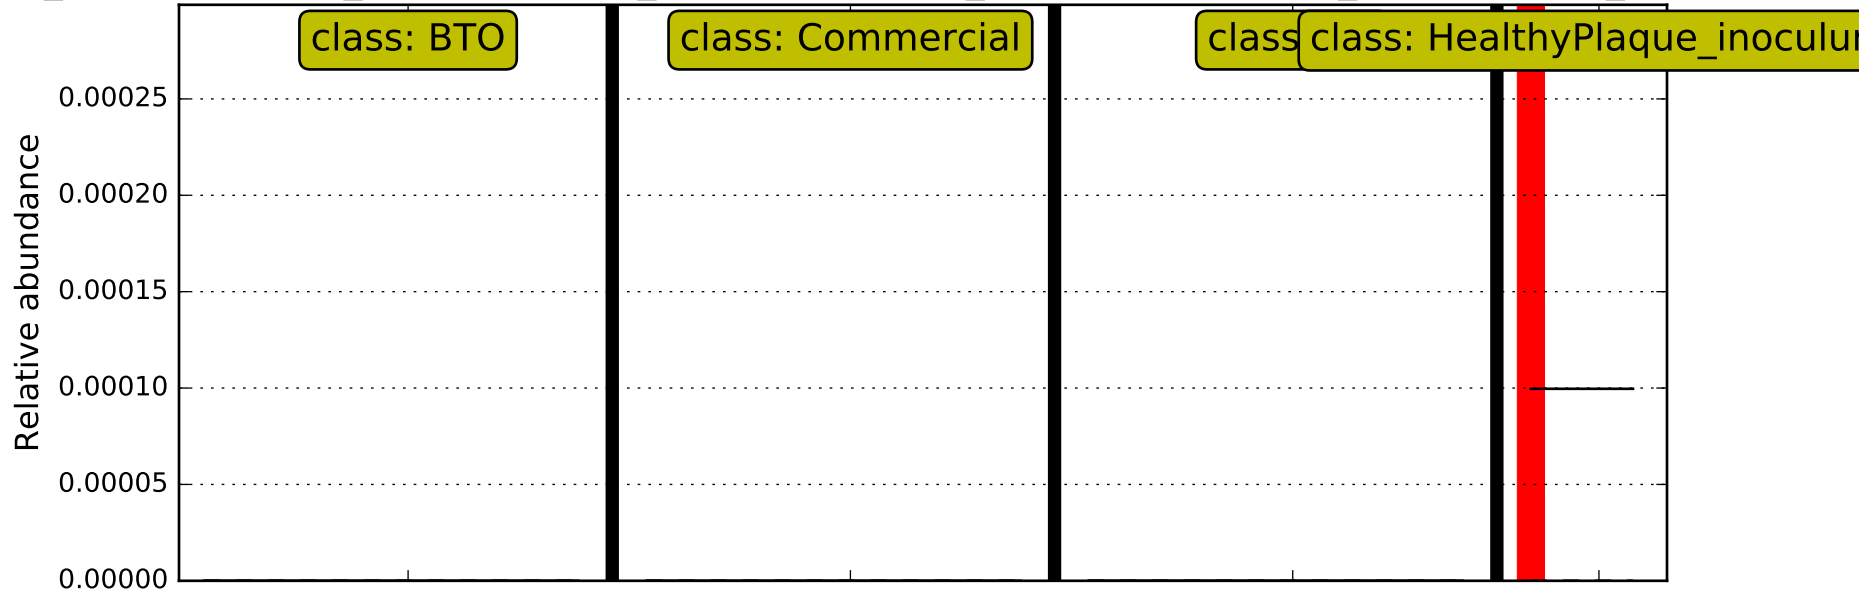 class: BTO
class: Commercial
class
class: HealthyPlaque_inoculu
0.00025
0.00020
0.00015
0.00010
0.00005
0.00000
Relative abundance